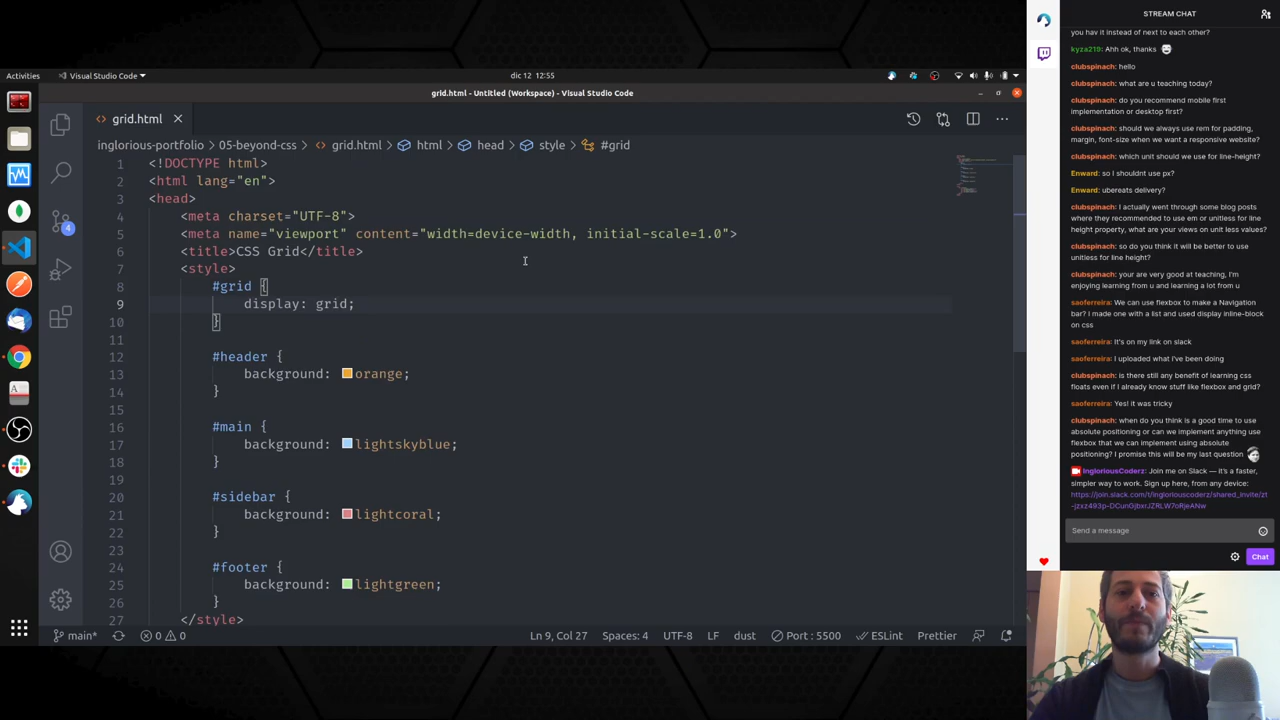 STREAM CHAT
you hav it instead of next to each other?
kyza219: Ahh ok, thanks
clubspinach: hello
clubspinach: what are u teaching today?
clubspinach: do you recommend mobile first
implementation or desktop first?
clubspinach: should we always use rem for padding,
margin, font-size when we want a responsive website?
clubspinach: which unit should we use for line-height?
Enward: so I shouldnt use px?
Enward: ubereats delivery?
clubspinach: I actually went through some blog posts
where they recommended to use em or unitless for line
height property, what are your views on unit less values?
clubspinach: so do you think it will be better to use
unitless for line height?
clubspinach: your are very good at teaching, I'm
enjoying learning from u and learning a lot from u
saoferreira: We can use flexbox to make a Navigation
bar? I made one with a list and used display inline-block
on css
saoferreira: It's on my link on slack
saoferreira: I uploaded what i've been doing
clubspinach: is there still any benefit of learning css
floats even if I already know stuff like flexbox and grid?
saoferreira: Yes! it was tricky
clubspinach: when do you think is a good time to use
absolute positioning or can we implement anything use
flexbox that we can implement using absolute
positioning? I promise this will be my last question
IngloriousCoderz: Join me on Slack — it's a faster,
simpler way to work. Sign up here, from any device:
Send a message
Chat
Activities
Visual Studio Code
dic 12 12:55
grid.html - Untitled (Workspace) - Visual Studio Code
grid.html
inglorious-portfolio > 05-beyond-css > grid.html > html > head > style > #grid
1 <!DOCTYPE html>
2 <html lang="en">
3 <head>
4 <meta charset="UTF-8">
5 <meta name="viewport" content="width=device-width, initial-scale=1.0">
6 <title>CSS Grid</title>
7 <style>
8 #grid {
9 display: grid;
10 }
11
12 #header {
13 background: orange;
14 }
15
16 #main {
17 background: lightskyblue;
18 }
19
20 #sidebar {
21 background: lightcoral;
22 }
23
24 #footer {
25 background: lightgreen;
26 }
27 </style>
4
main* 0 0 Ln 9, Col 27 Spaces: 4 UTF-8 LF dust Port : 5500 ESLint Prettier